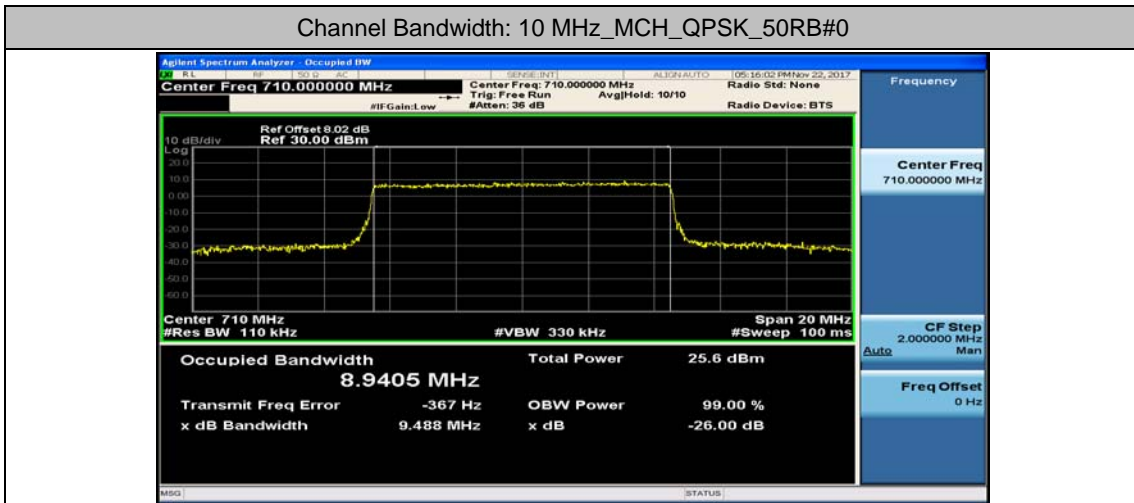 Channel Bandwidth: 10 MHz_MCH_QPSK_50RB#0
Agilent Spectrum Analyzer - Occupied BW
RL RF 50 Ω AC SENSE:INT ALIGN AUTO 05:16:02 PM Nov 22, 2017
Center Freq 710.000000 MHz
Center Freq: 710.000000 MHz
Radio Std: None
Trig: Free Run Avg|Hold: 10/10
#IFGain:Low #Atten: 36 dB
Radio Device: BTS
Ref Offset 8.02 dB
10 dB/div Ref 30.00 dBm
Log
20.0
10.0
0.00
-10.0
-20.0
-30.0
-40.0
-50.0
-60.0
Center 710 MHz Span 20 MHz
#Res BW 110 kHz #VBW 330 kHz #Sweep 100 ms
Occupied Bandwidth Total Power 25.6 dBm
8.9405 MHz
Transmit Freq Error -367 Hz OBW Power 99.00 %
x dB Bandwidth 9.488 MHz x dB -26.00 dB
MSG STATUS
Frequency
Center Freq
710.000000 MHz
CF Step
2.000000 MHz
Auto Man
Freq Offset
0 Hz